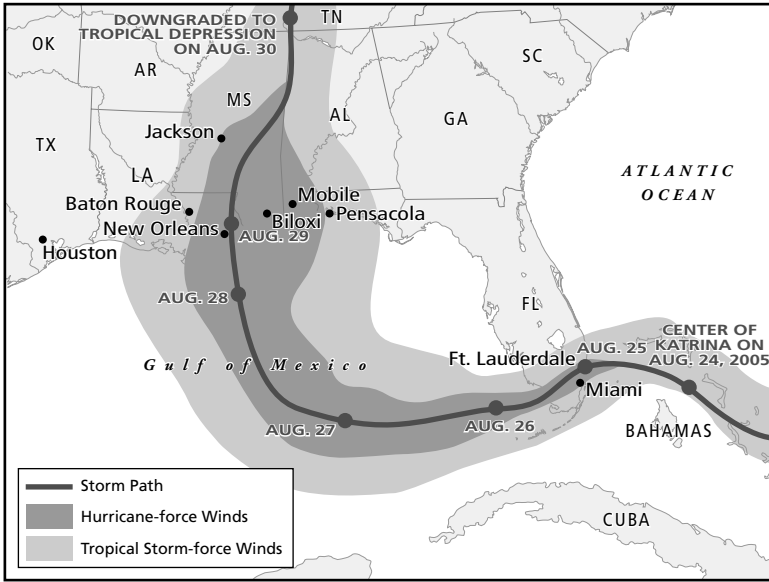 DOWNGRADED TO
TROPICAL DEPRESSION
ON AUG. 30
TN
OK
AR
SC
MS
AL
GA
Jackson
TX
LA
ATLANTIC
OCEAN
Baton Rouge
Mobile
New Orleans
Biloxi
Pensacola
AUG. 29
Houston
AUG. 28
FL
CENTER OF
KATRINA ON
AUG. 24, 2005
AUG. 25
Gulf of Mexico
Ft. Lauderdale
Miami
AUG. 27
AUG. 26
BAHAMAS
Storm Path
Hurricane-force Winds
Tropical Storm-force Winds
CUBA